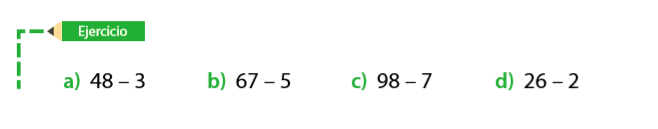 Ejercicio
a) 48 – 3 b) 67 – 5 c) 98 – 7 d) 26 – 2